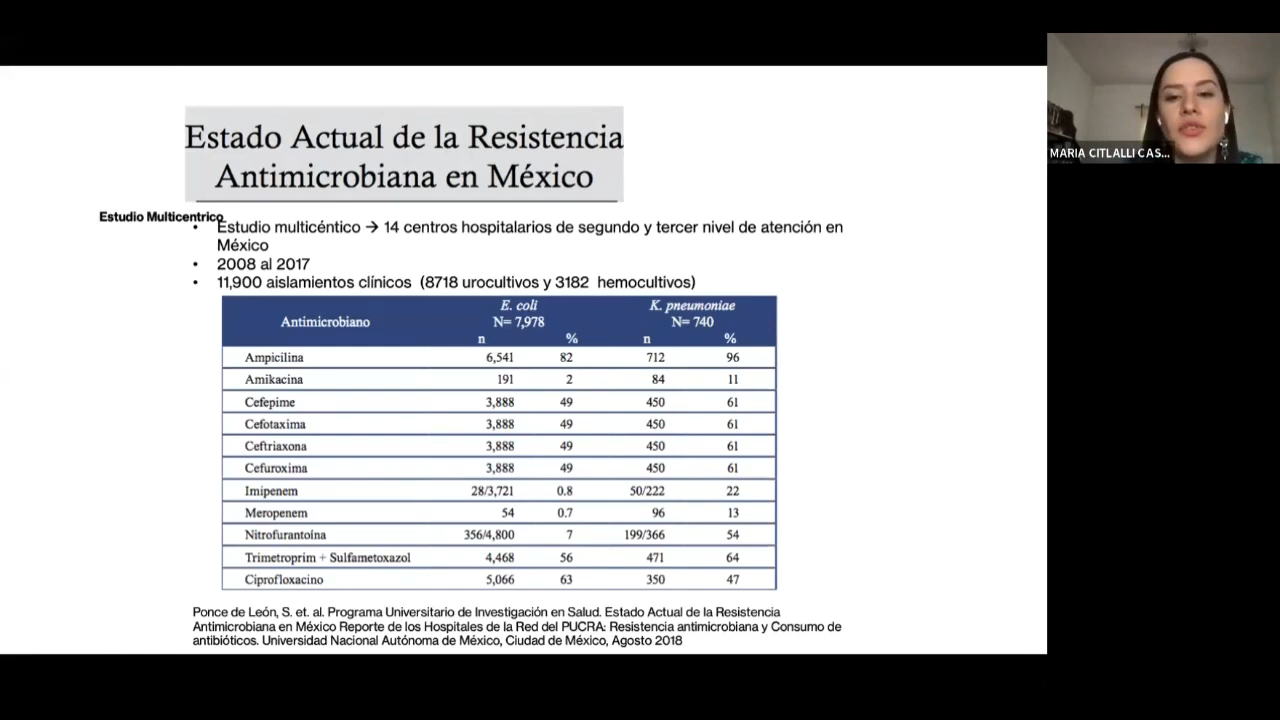 Estado Actual de la Resistencia
Antimicrobiana en México
Estudio Multicentrico
• Estudio multicéntico → 14 centros hospitalarios de segundo y tercer nivel de atención en
México
• 2008 al 2017
• 11,900 aislamientos clínicos (8718 urocultivos y 3182 hemocultivos)
Antimicrobiano E. coli K. pneumoniae
N= 7,978 N= 740
n % n %
Ampicilina 6,541 82 712 96
Amikacina 191 2 84 11
Cefepime 3,888 49 450 61
Cefotaxima 3,888 49 450 61
Ceftriaxona 3,888 49 450 61
Cefuroxima 3,888 49 450 61
Imipenem 28/3,721 0.8 50/222 22
Meropenem 54 0.7 96 13
Nitrofurantoína 356/4,800 7 199/366 54
Trimetroprim + Sulfametoxazol 4,468 56 471 64
Ciprofloxacino 5,066 63 350 47
Ponce de León, S. et. al. Programa Universitario de Investigación en Salud. Estado Actual de la Resistencia
Antimicrobiana en México Reporte de los Hospitales de la Red del PUCRA: Resistencia antimicrobiana y Consumo de
antibióticos. Universidad Nacional Autónoma de México, Ciudad de México, Agosto 2018
MARIA CITLALLI CAS...